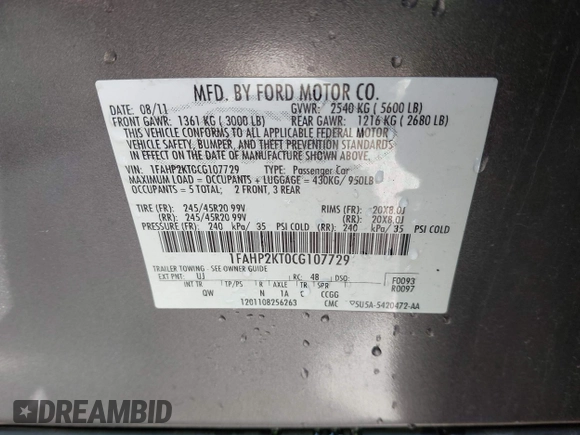 MFD. BY FORD MOTOR CO.
DATE: 08/11 GVWR: 2540 KG ( 5600 LB)
FRONT GAWR: 1361 KG ( 3000 LB) REAR GAWR: 1216 KG ( 2680 LB)
THIS VEHICLE CONFORMS TO ALL APPLICABLE FEDERAL MOTOR
VEHICLE SAFETY, BUMPER, AND THEFT PREVENTION STANDARDS
IN EFFECT ON THE DATE OF MANUFACTURE SHOWN ABOVE.
VIN: 1FAHP2KT0CG107729 TYPE: Passenger Car
MAXIMUM LOAD = OCCUPANTS + LUGGAGE = 430KG/ 950LB
OCCUPANTS = 5 TOTAL; 2 FRONT, 3 REAR
TIRE (FR): 245/45R20 99V RIMS (FR): 20X8.0J
(RR): 245/45R20 99V (RR): 20X8.0J
PRESSURE (FR): 240 kPa/ 35 PSI COLD (RR): 240 kPa/ 35 PSI COLD
1FAHP2KT0CG107729
TRAILER TOWING - SEE OWNER GUIDE
EXT PNT: UJ RC: 48 DSO: F0093
R0097
INT TR TP/PS R AXLE TR SPR
QW N 1A CCGG
1201108256263 CMC
DREAMBID